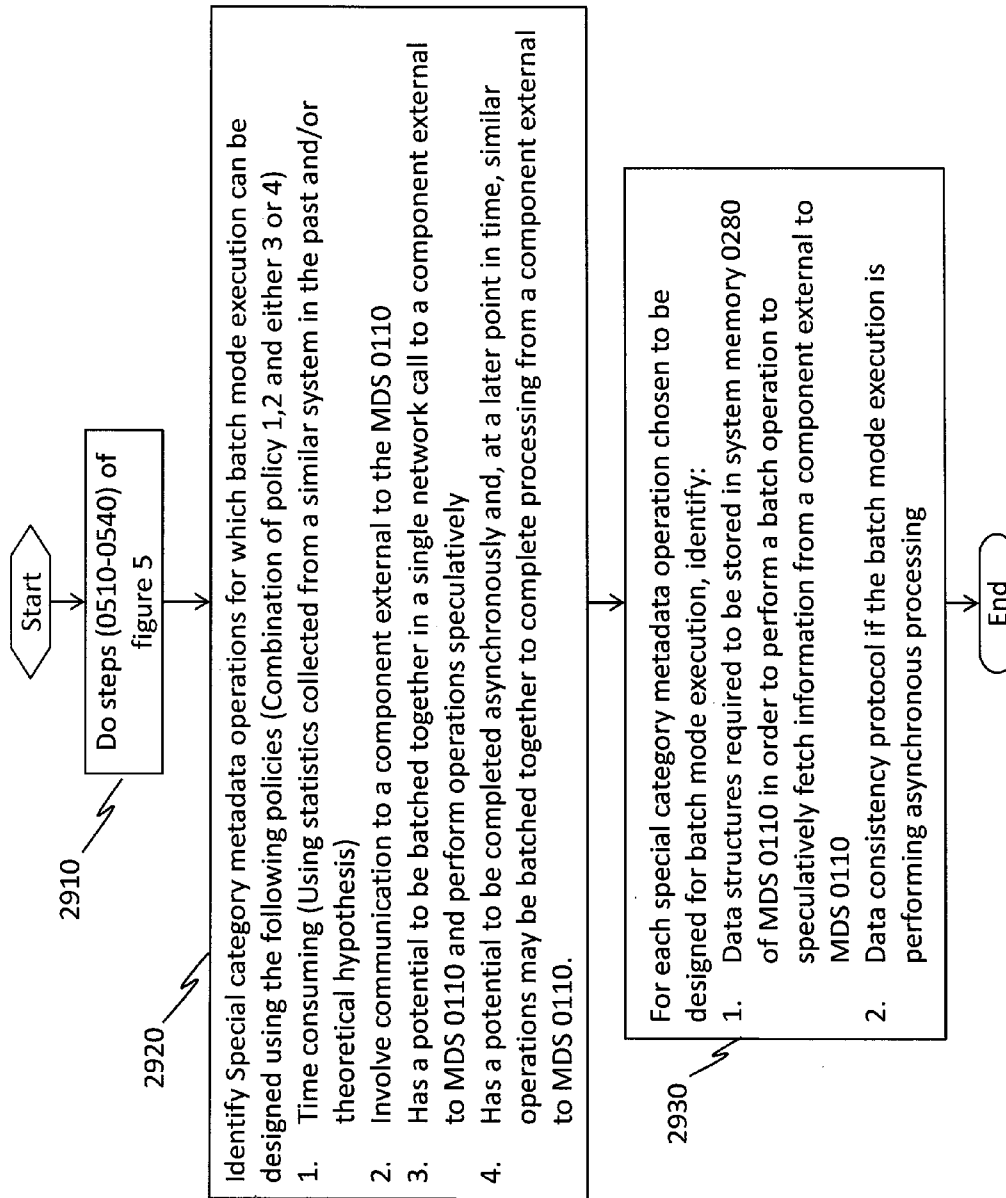 Start
Do steps (0510-0540) of
figure 5
2910
Identify Special category metadata operations for which batch mode execution can be
designed using the following policies (Combination of policy 1,2 and either 3 or 4)
1. Time consuming (Using statistics collected from a similar system in the past and/or
theoretical hypothesis)
2. Involve communication to a component external to the MDS 0110
3. Has a potential to be batched together in a single network call to a component external
to MDS 0110 and perform operations speculatively
4. Has a potential to be completed asynchronously and, at a later point in time, similar
operations may be batched together to complete processing from a component external
to MDS 0110.
2920
For each special category metadata operation chosen to be
designed for batch mode execution, identify:
1. Data structures required to be stored in system memory 0280
of MDS 0110 in order to perform a batch operation to
speculatively fetch information from a component external to
MDS 0110
2. Data consistency protocol if the batch mode execution is
performing asynchronous processing
2930
End